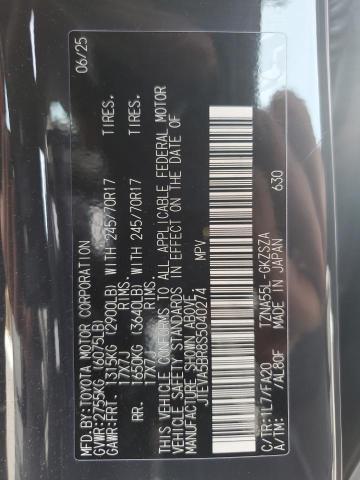 MFD.BY:TOYOTA MOTOR CORPORATION 06/25
GVWR:2755KG (6075LB)
GAWR:FRT. 1315KG (2900LB) WITH 245/70R17 TIRES.
17X7J RIMS.
RR. 1650KG (3640LB) WITH 245/70R17 TIRES.
17X7J RIMS.
THIS VEHICLE CONFORMS TO ALL APPLICABLE FEDERAL MOTOR
VEHICLE SAFETY STANDARDS IN EFFECT ON THE DATE OF
MANUFACTURE SHOWN ABOVE.
JTEVA5BR8S5040274 MPV
C/TR:1L7/FA20 TZNA55L-GKZSZA
A/TM: /AL80F MADE IN JAPAN 630